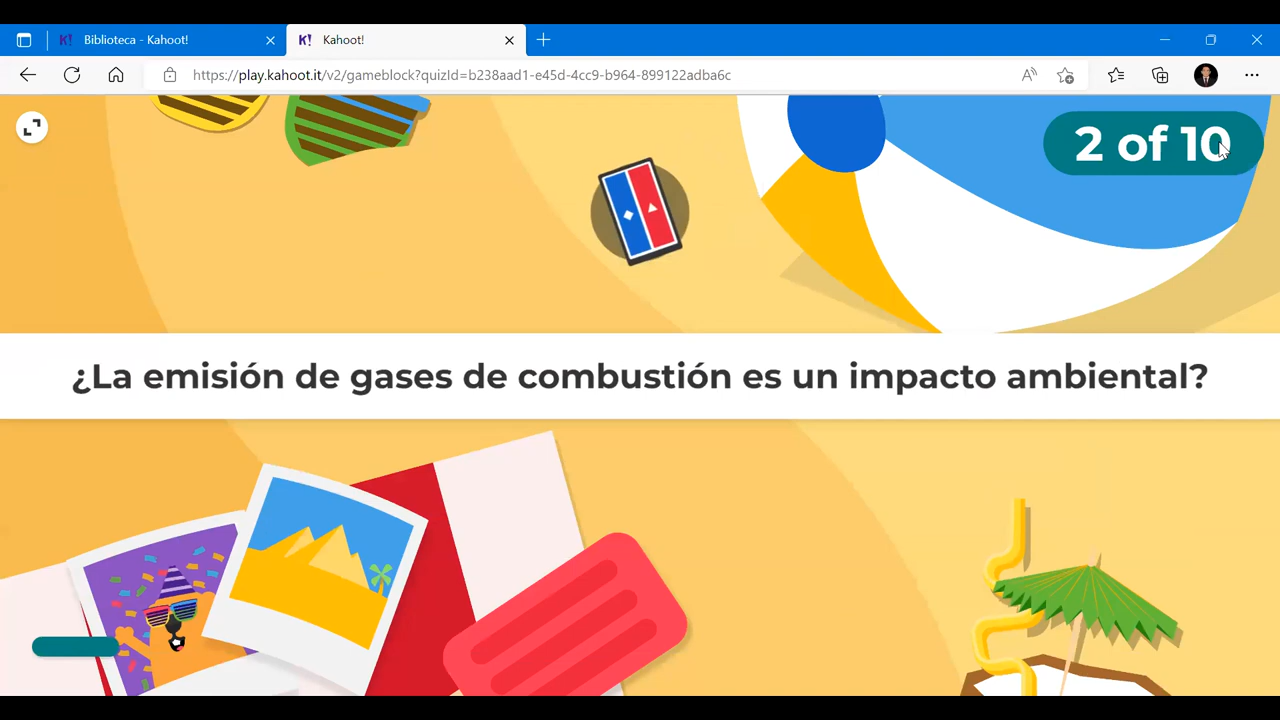 K! Biblioteca - Kahoot!
K! Kahoot!
https://play.kahoot.it/v2/gameblock?quizId=b238aad1-e45d-4cc9-b964-899122adba6c
2 of 10
¿La emisión de gases de combustión es un impacto ambiental?